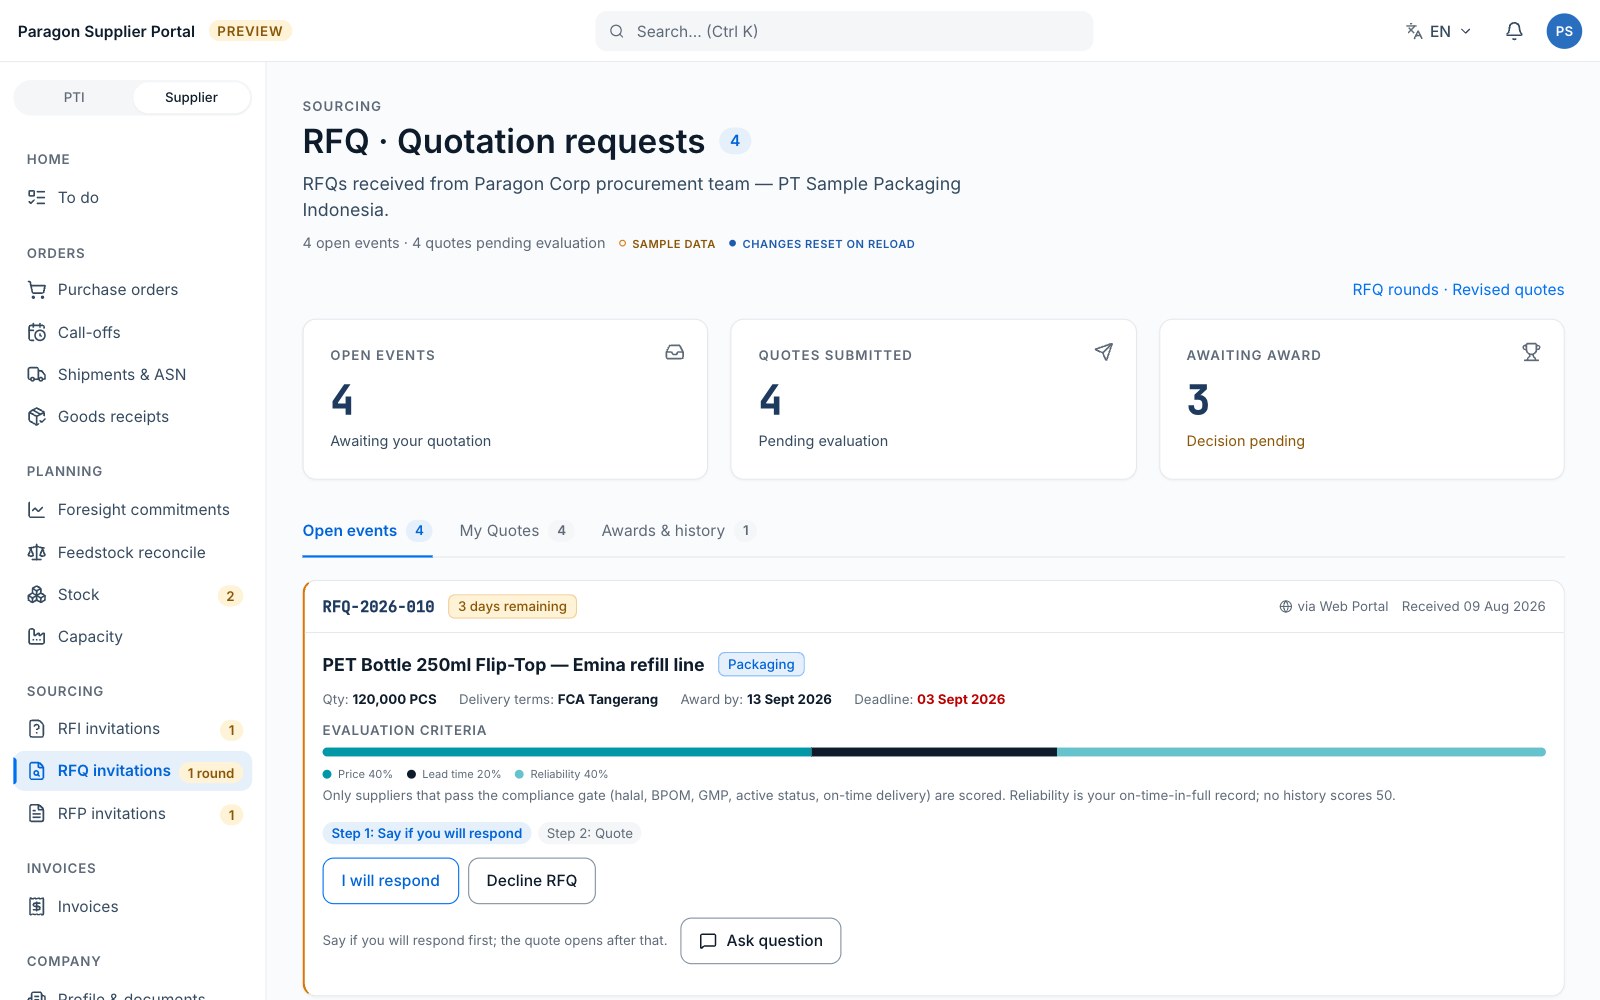 Paragon Supplier Portal PREVIEW
Search... (Ctrl K)
EN
PS
PTI Supplier
HOME
To do
ORDERS
Purchase orders
Call-offs
Shipments & ASN
Goods receipts
PLANNING
Foresight commitments
Feedstock reconcile
Stock 2
Capacity
SOURCING
RFI invitations 1
RFQ invitations 1 round
RFP invitations 1
INVOICES
Invoices
COMPANY
Profile & documents
SOURCING
RFQ · Quotation requests 4
RFQs received from Paragon Corp procurement team — PT Sample Packaging
Indonesia.
4 open events · 4 quotes pending evaluation SAMPLE DATA CHANGES RESET ON RELOAD
RFQ rounds · Revised quotes
OPEN EVENTS
4
Awaiting your quotation
QUOTES SUBMITTED
4
Pending evaluation
AWAITING AWARD
3
Decision pending
Open events 4 My Quotes 4 Awards & history 1
RFQ-2026-010 3 days remaining via Web Portal Received 09 Aug 2026
PET Bottle 250ml Flip-Top — Emina refill line Packaging
Qty: 120,000 PCS Delivery terms: FCA Tangerang Award by: 13 Sept 2026 Deadline: 03 Sept 2026
EVALUATION CRITERIA
Price 40% Lead time 20% Reliability 40%
Only suppliers that pass the compliance gate (halal, BPOM, GMP, active status, on-time delivery) are scored. Reliability is your on-time-in-full record; no history scores 50.
Step 1: Say if you will respond Step 2: Quote
I will respond Decline RFQ
Say if you will respond first; the quote opens after that. Ask question